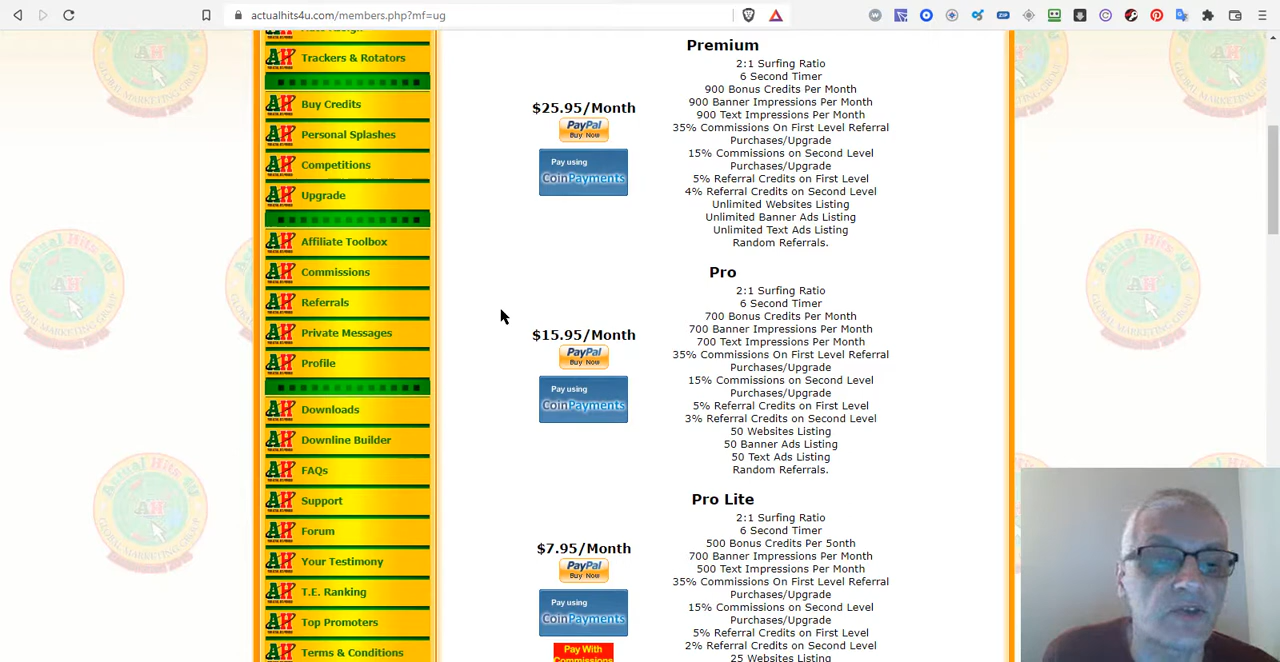 actualhits4u.com/members.php?mf=ug
Trackers & Rotators
Buy Credits
Personal Splashes
Competitions
Upgrade
Affiliate Toolbox
Commissions
Referrals
Private Messages
Profile
Downloads
Downline Builder
FAQs
Support
Forum
Your Testimony
T.E. Ranking
Top Promoters
Terms & Conditions
$25.95/Month
PayPal
Buy Now
Pay using
CoinPayments
Premium
2:1 Surfing Ratio
6 Second Timer
900 Bonus Credits Per Month
900 Banner Impressions Per Month
900 Text Impressions Per Month
35% Commissions On First Level Referral
Purchases/Upgrade
15% Commissions on Second Level
Purchases/Upgrade
5% Referral Credits on First Level
4% Referral Credits on Second Level
Unlimited Websites Listing
Unlimited Banner Ads Listing
Unlimited Text Ads Listing
Random Referrals.
$15.95/Month
PayPal
Buy Now
Pay using
CoinPayments
Pro
2:1 Surfing Ratio
6 Second Timer
700 Bonus Credits Per Month
700 Banner Impressions Per Month
700 Text Impressions Per Month
35% Commissions On First Level Referral
Purchases/Upgrade
15% Commissions on Second Level
Purchases/Upgrade
5% Referral Credits on First Level
3% Referral Credits on Second Level
50 Websites Listing
50 Banner Ads Listing
50 Text Ads Listing
Random Referrals.
$7.95/Month
PayPal
Buy Now
Pay using
CoinPayments
Pay With
Commissions
Pro Lite
2:1 Surfing Ratio
6 Second Timer
500 Bonus Credits Per 5onth
700 Banner Impressions Per Month
500 Text Impressions Per Month
35% Commissions On First Level Referral
Purchases/Upgrade
15% Commissions on Second Level
Purchases/Upgrade
5% Referral Credits on First Level
2% Referral Credits on Second Level
25 Websites Listing